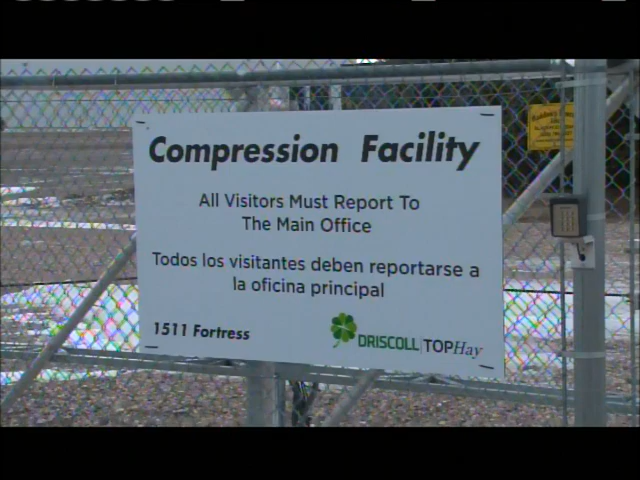 Compression Facility
All Visitors Must Report To
The Main Office
Todos los visitantes deben reportarse a
la oficina principal
1511 Fortress
DRISCOLL|TOPHay